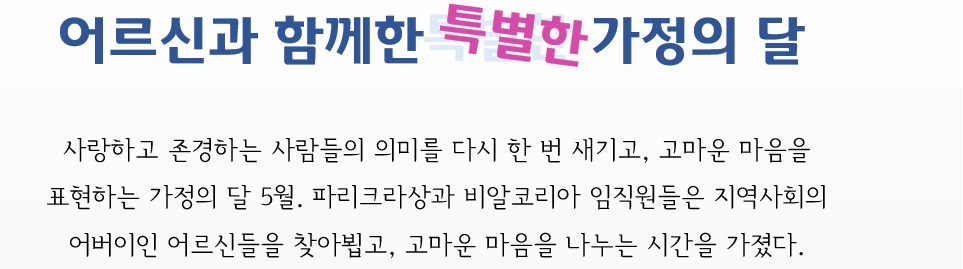 어르신과 함께한 특별한 가정의 달
사랑하고 존경하는 사람들의 의미를 다시 한 번 새기고, 고마운 마음을
표현하는 가정의 달 5월. 파리크라상과 비알코리아 임직원들은 지역사회의
어버이인 어르신들을 찾아뵙고, 고마운 마음을 나누는 시간을 가졌다.